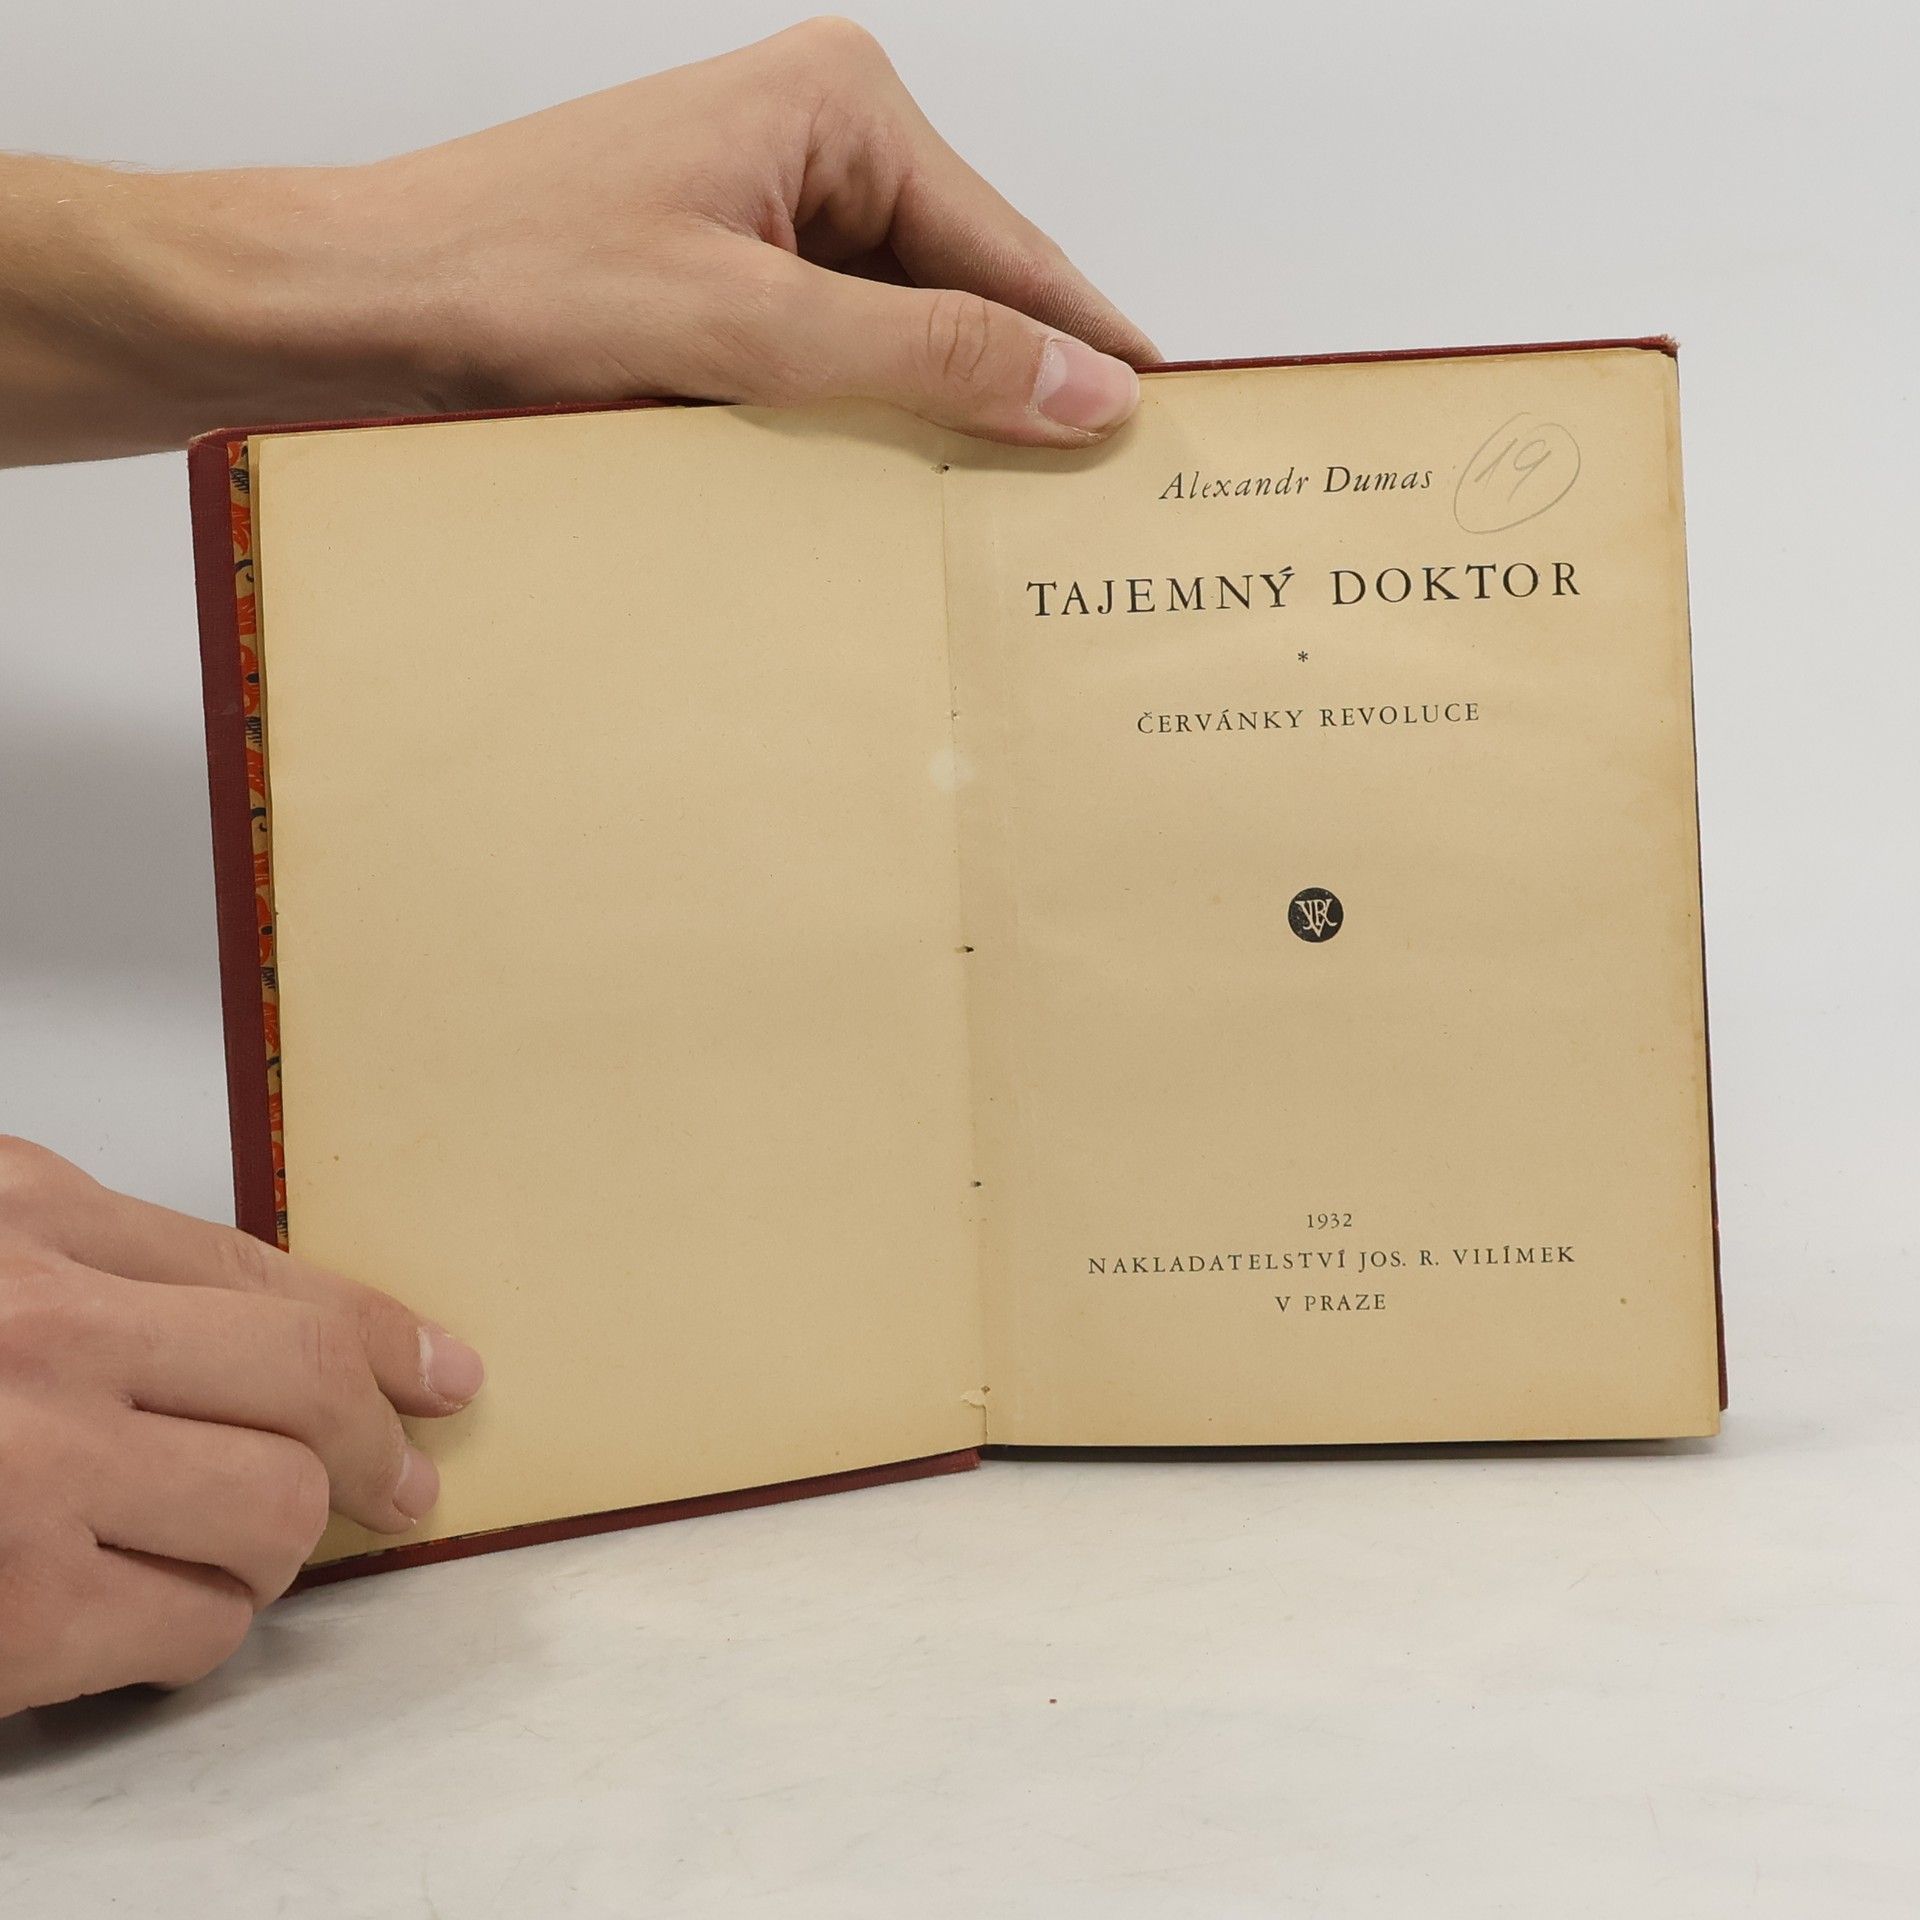 Alexandr Dumas
19
TAJEMNÝ DOKTOR
*
ČERVÁNKY REVOLUCE
1932
NAKLADATELSTVÍ JOS. R. VILÍMEK
V PRAZE